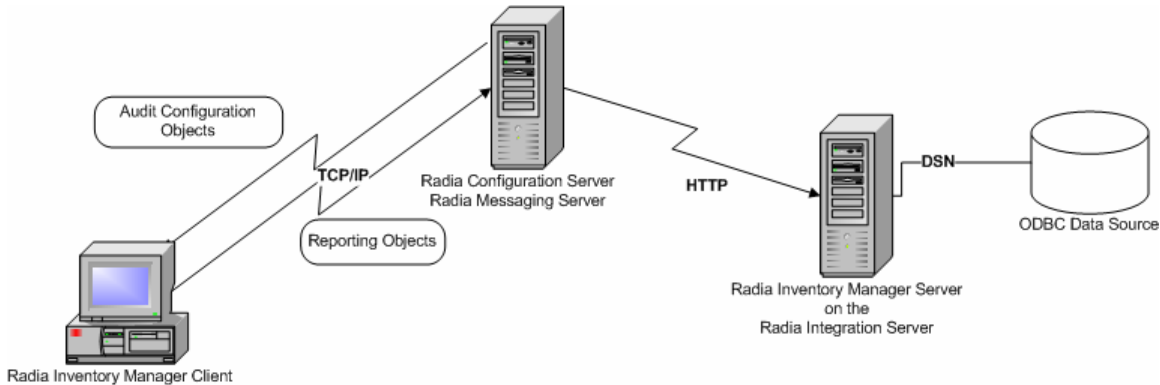 Audit Configuration
Objects
TCP/IP
Reporting Objects
Radia Configuration Server
Radia Messaging Server
HTTP
DSN
ODBC Data Source
Radia Inventory Manager Server
on the
Radia Integration Server
Radia Inventory Manager Client